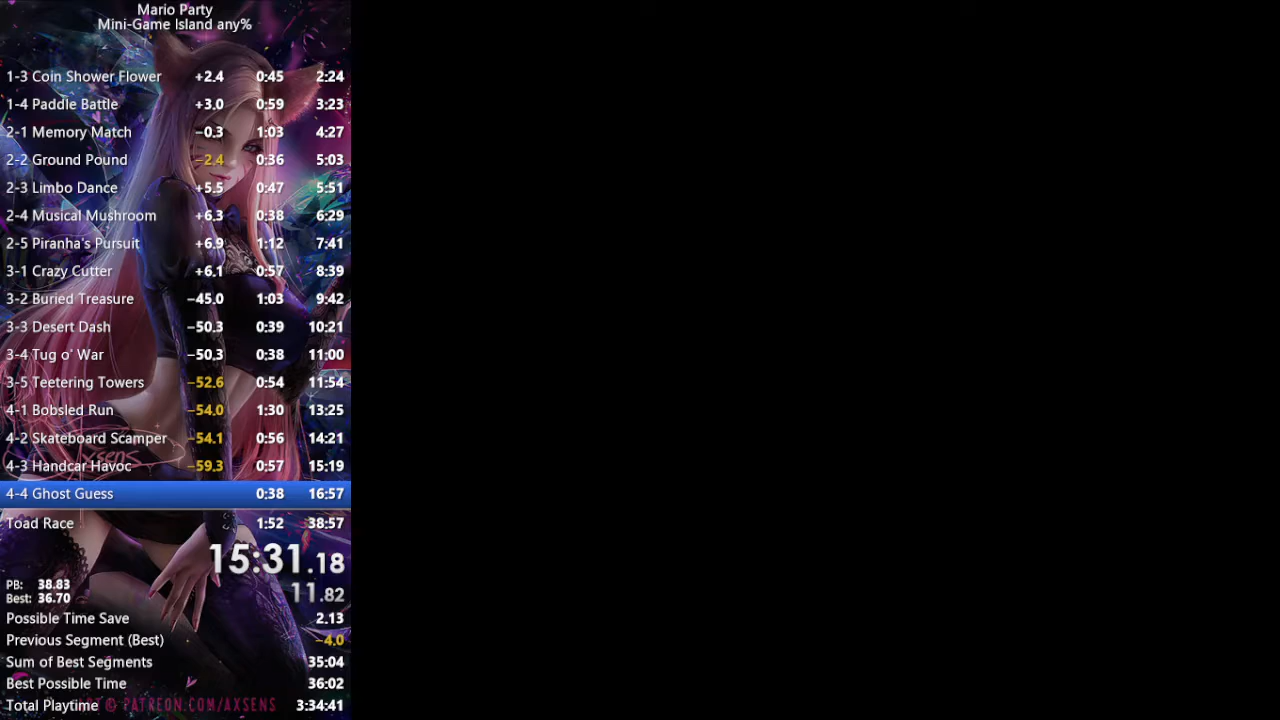 Mario Party
Mini-Game Island any%
1-3 Coin Shower Flower +2.4 0:45 2:24
1-4 Paddle Battle +3.0 0:59 3:23
2-1 Memory Match −0.3 1:03 4:27
2-2 Ground Pound −2.4 0:36 5:03
2-3 Limbo Dance +5.5 0:47 5:51
2-4 Musical Mushroom +6.3 0:38 6:29
2-5 Piranha's Pursuit +6.9 1:12 7:41
3-1 Crazy Cutter +6.1 0:57 8:39
3-2 Buried Treasure −45.0 1:03 9:42
3-3 Desert Dash −50.3 0:39 10:21
3-4 Tug o' War −50.3 0:38 11:00
3-5 Teetering Towers −52.6 0:54 11:54
4-1 Bobsled Run −54.0 1:30 13:25
4-2 Skateboard Scamper −54.1 0:56 14:21
Axsens
4-3 Handcar Havoc −59.3 0:57 15:19
4-4 Ghost Guess 0:38 16:57
Toad Race 1:52 38:57
15:31.18
PB: 38.83
Best: 36.70 11.82
Possible Time Save 2.13
Previous Segment (Best) −4.0
Sum of Best Segments 35:04
Best Possible Time 36:02
Total Playtime 3:34:41
@ PATREON.COM/AXSENS